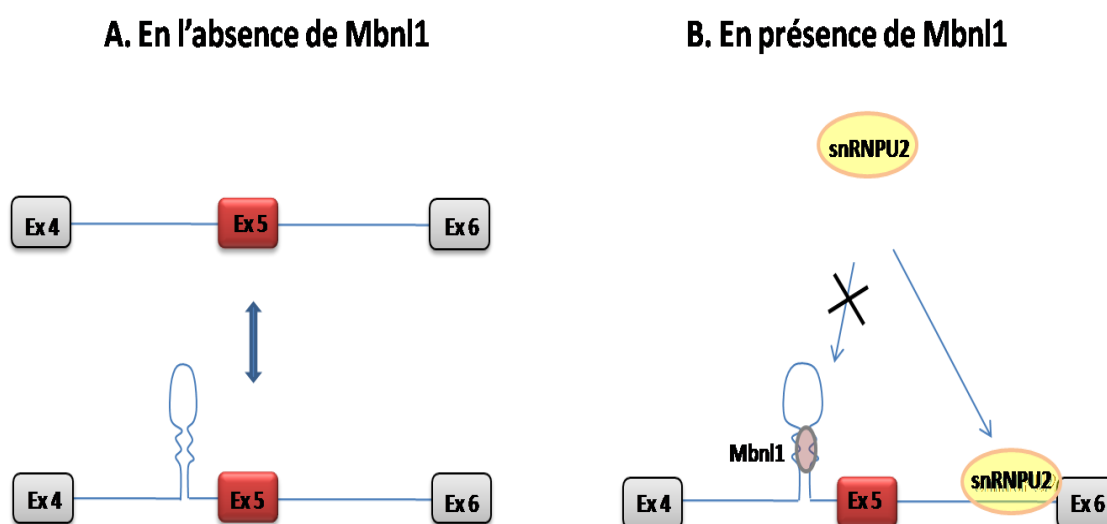 A. En l'absence de Mbnl1
B. En présence de Mbnl1
snRNPU2
Ex 4
Ex 5
Ex 6
Mbnl1
Ex 4
Ex 5
Ex 6
Ex 4
Ex 5
snRNPU2
Ex 6